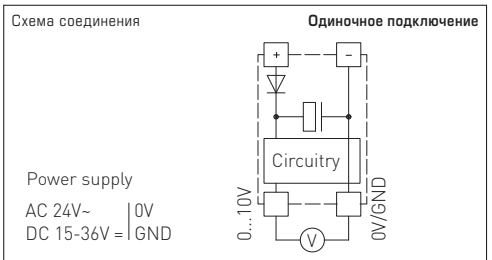 Схема соединения
Одиночное подключение
+ −
Circuitry
Power supply
AC 24V~ | 0V
DC 15-36V = | GND
0...10V
0V/GND
V